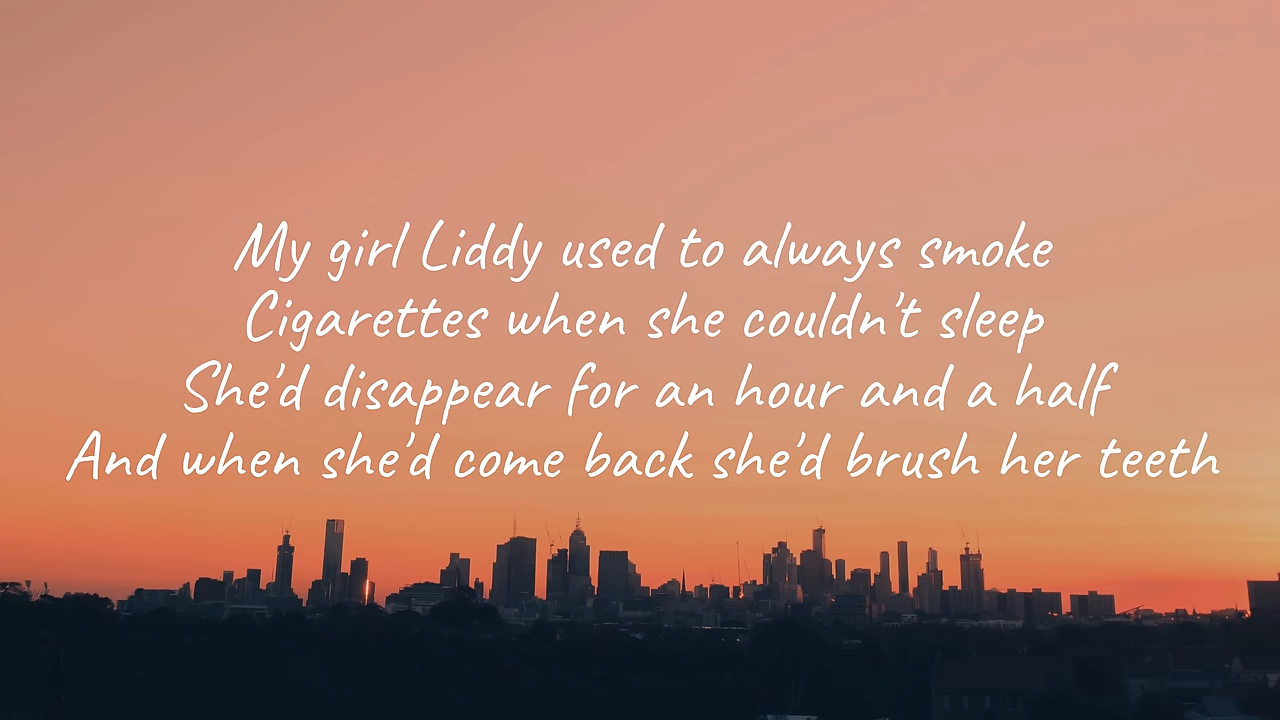 My girl Liddy used to always smoke
Cigarettes when she couldn't sleep
She'd disappear for an hour and a half
And when she'd come back she'd brush her teeth